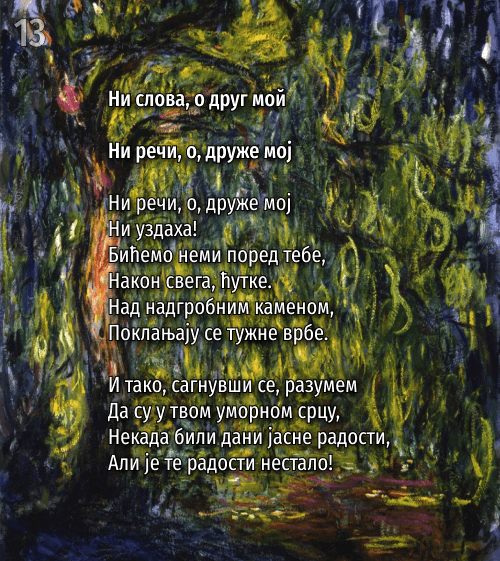 13
Ни слова, о друг мой
Ни речи, о, друже мој
Ни речи, о, друже мој
Ни уздаха!
Бићемо неми поред тебе,
Након свега, ћутке.
Над надгробним каменом,
Поклањају се тужне врбе.
И тако, сагнувши се, разумем
Да су у твом уморном срцу,
Некада били дани јасне радости,
Али је те радости нестало!